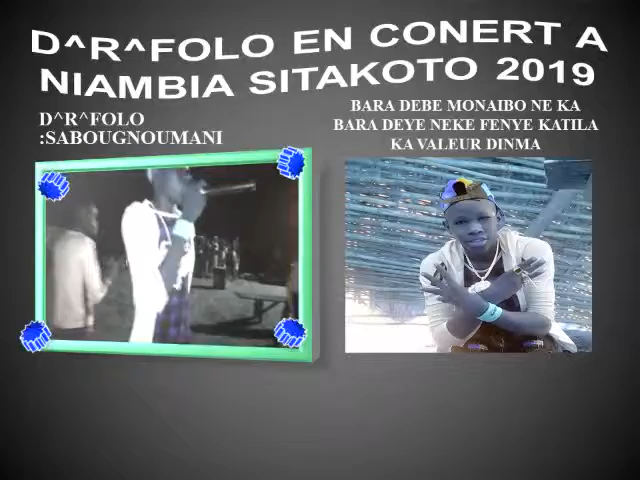 D^R^FOLO EN CONERT A
NIAMBIA SITAKOTO 2019
D^R^FOLO
:SABOUGNOUMANI
BARA DEBE MONAIBO NE KA
BARA DEYE NEKE FENYE KATILA
KA VALEUR DINMA